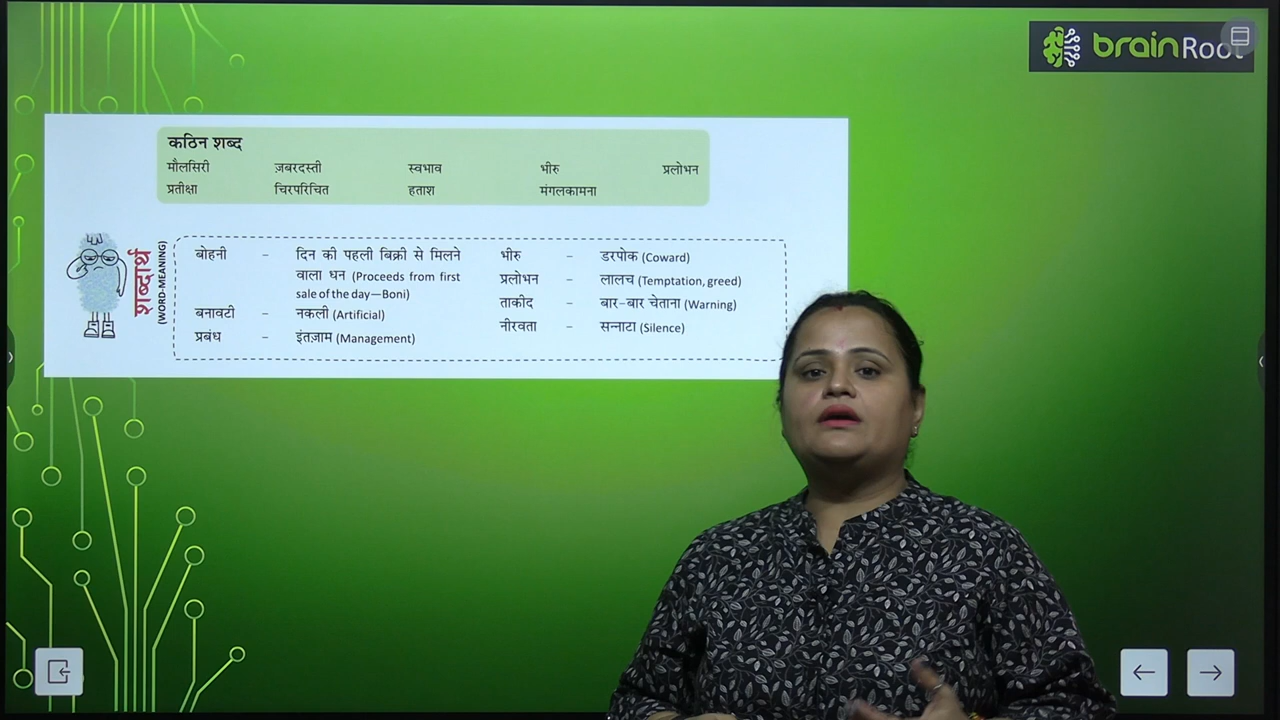 brainRoot
कठिन शब्द
मौलसिरी ज़बरदस्ती स्वभाव भीरु प्रलोभन
प्रतीक्षा चिरपरिचित हताश मंगलकामना
शब्दार्थ
(WORD-MEANING)
बोहनी – दिन की पहली बिक्री से मिलने
वाला धन (Proceeds from first
sale of the day—Boni)
बनावटी – नकली (Artificial)
प्रबंध – इंतज़ाम (Management)
भीरु – डरपोक (Coward)
प्रलोभन – लालच (Temptation, greed)
ताकीद – बार-बार चेताना (Warning)
नीरवता – सन्नाटा (Silence)